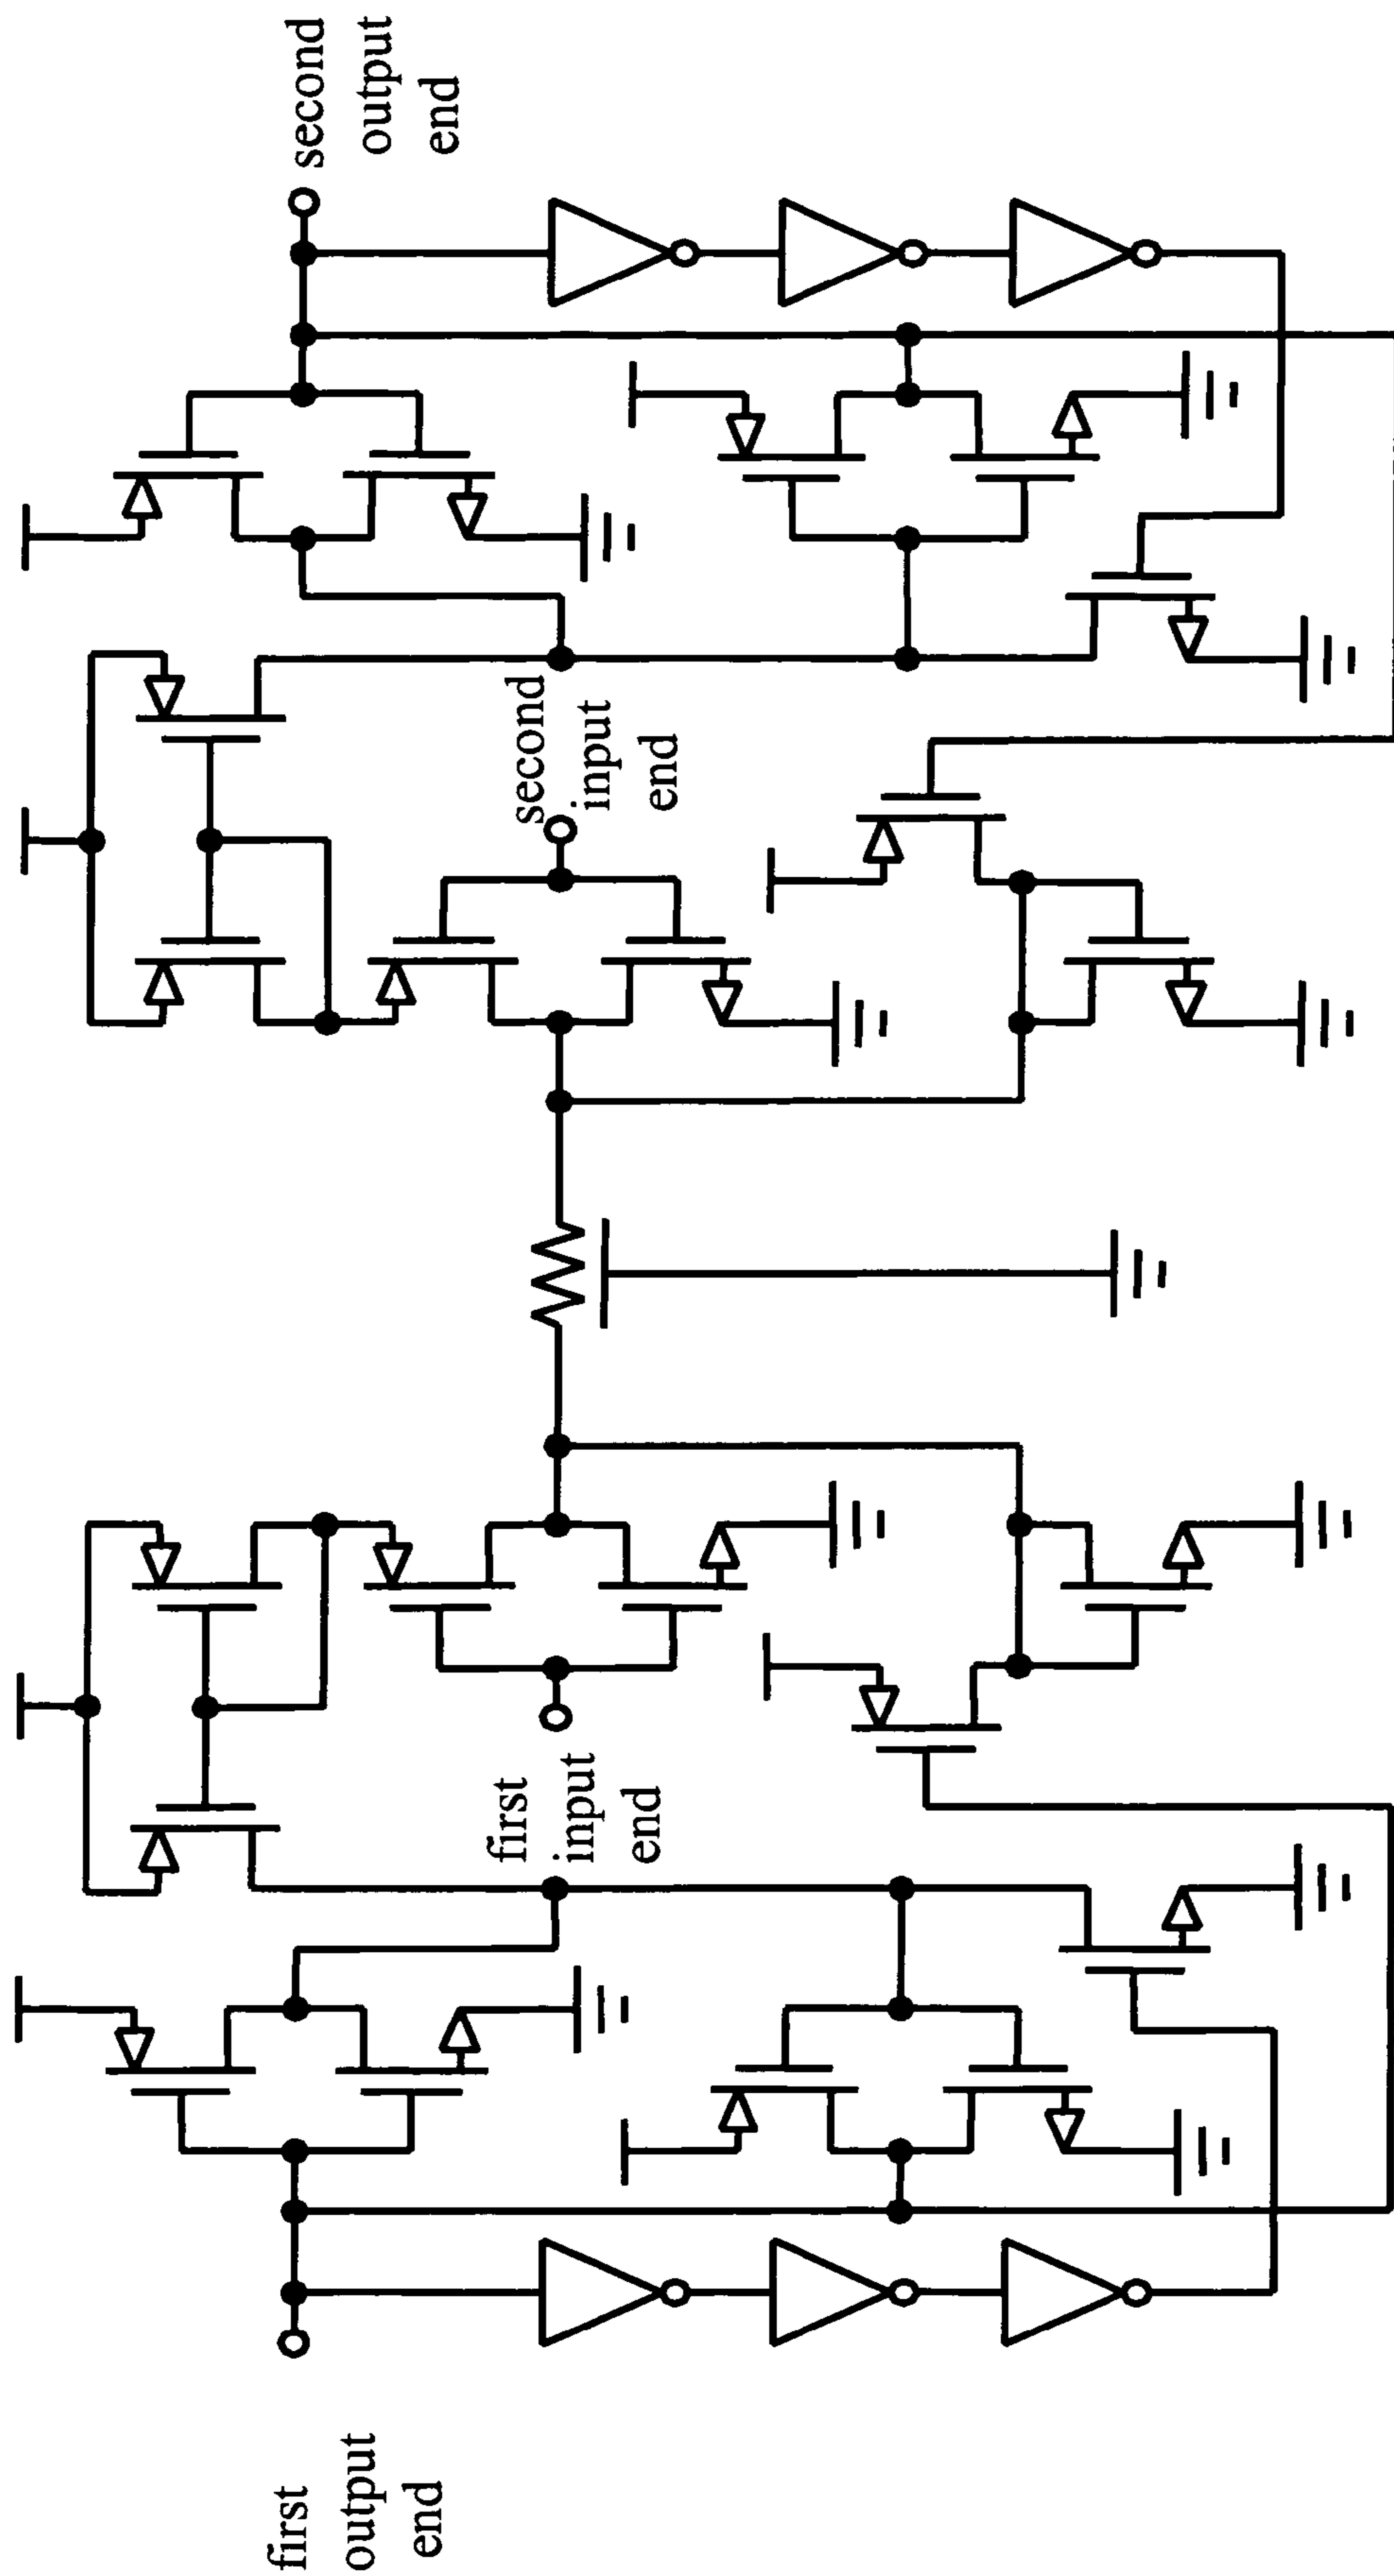 first
output
end
first
input
end
second
input
end
second
output
end